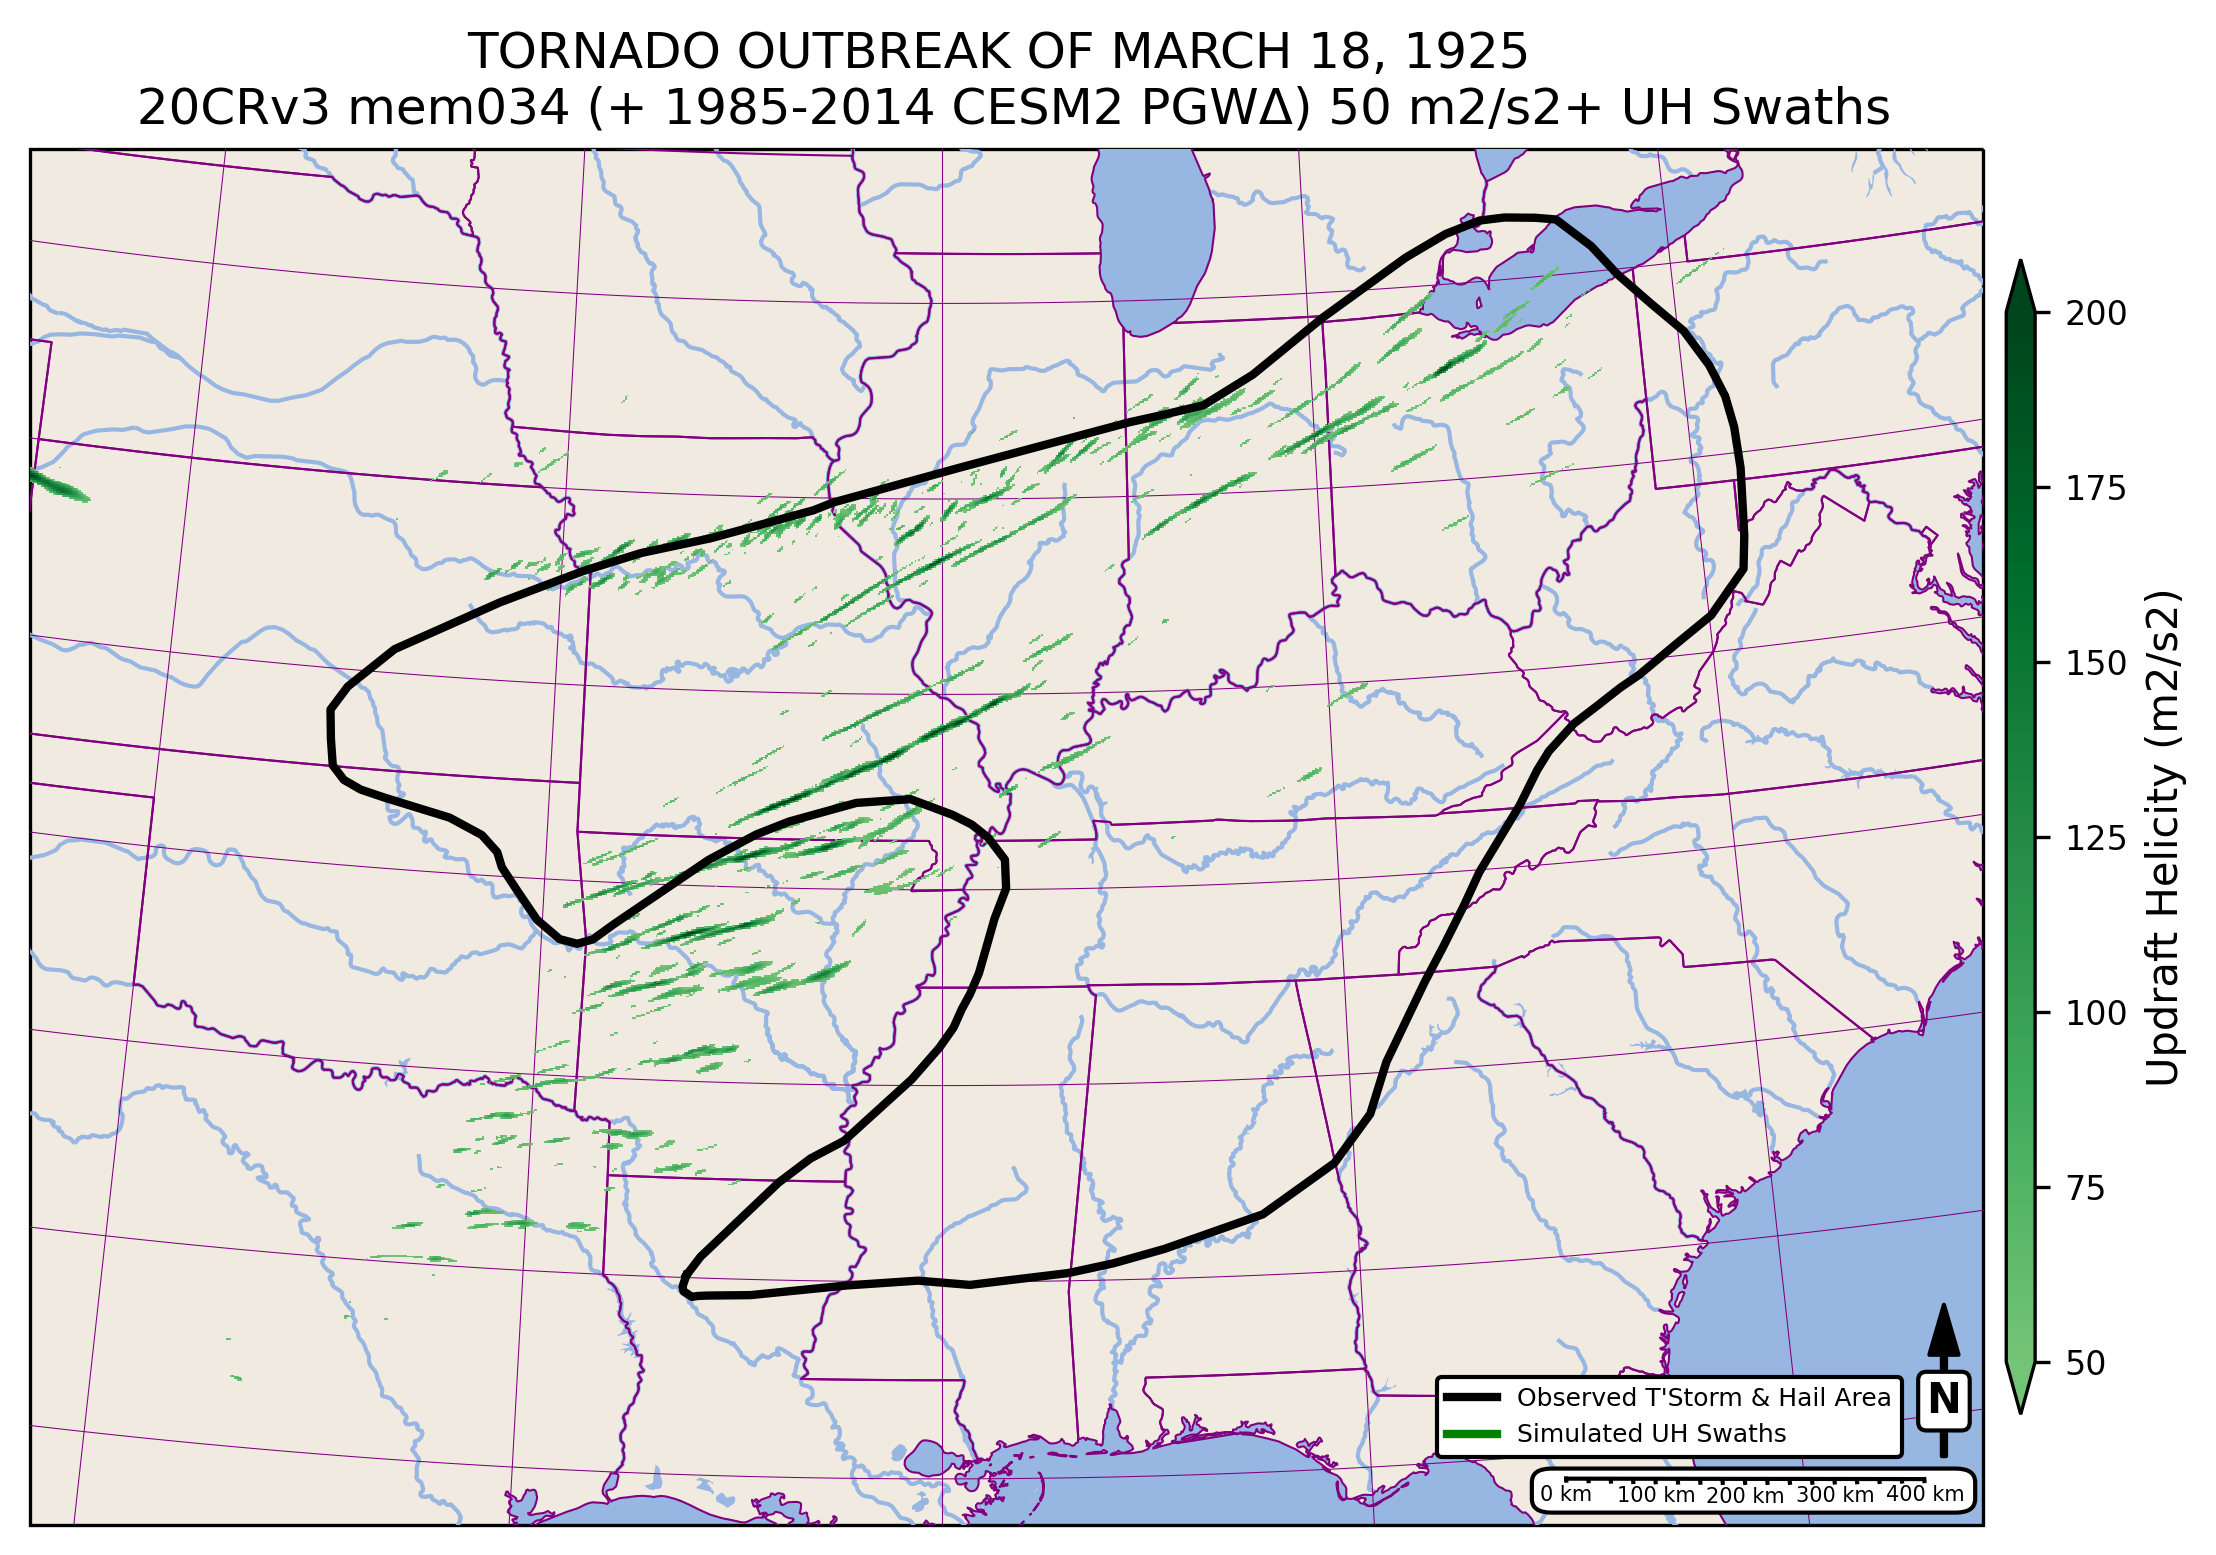 TORNADO OUTBREAK OF MARCH 18, 1925
20CRv3 mem034 (+ 1985-2014 CESM2 PGWΔ) 50 m2/s2+ UH Swaths
200
175
150
125
100
75
50
Updraft Helicity (m2/s2)
Observed T'Storm & Hail Area
Simulated UH Swaths
N
0 km 100 km 200 km 300 km 400 km